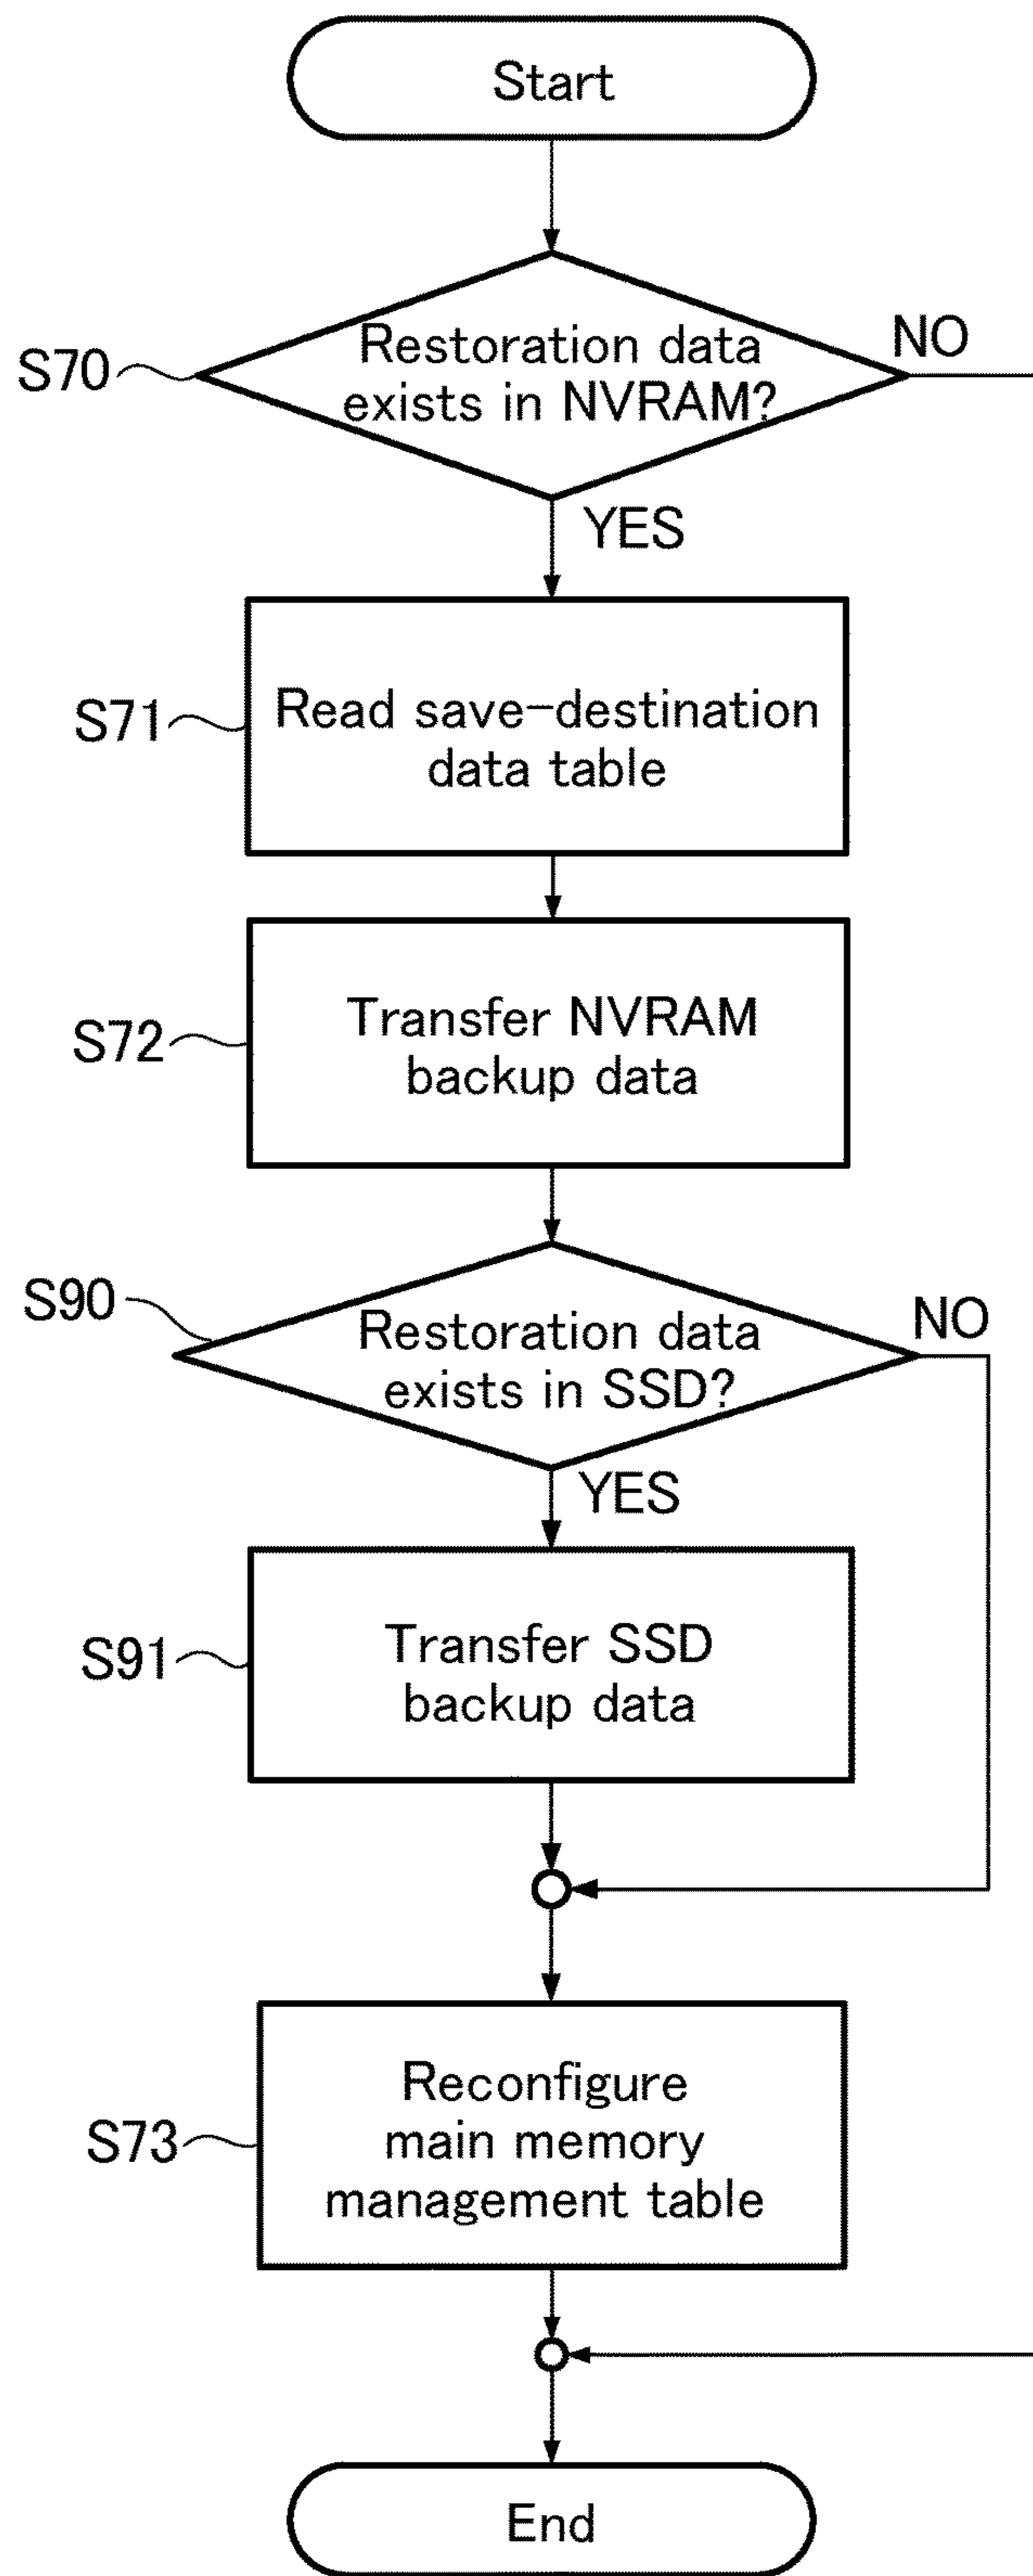 Start
Restoration data
exists in NVRAM?
NO
S70
YES
S71
Read save-destination
data table
S72
Transfer NVRAM
backup data
S90
Restoration data
exists in SSD?
NO
YES
S91
Transfer SSD
backup data
S73
Reconfigure
main memory
management table
End